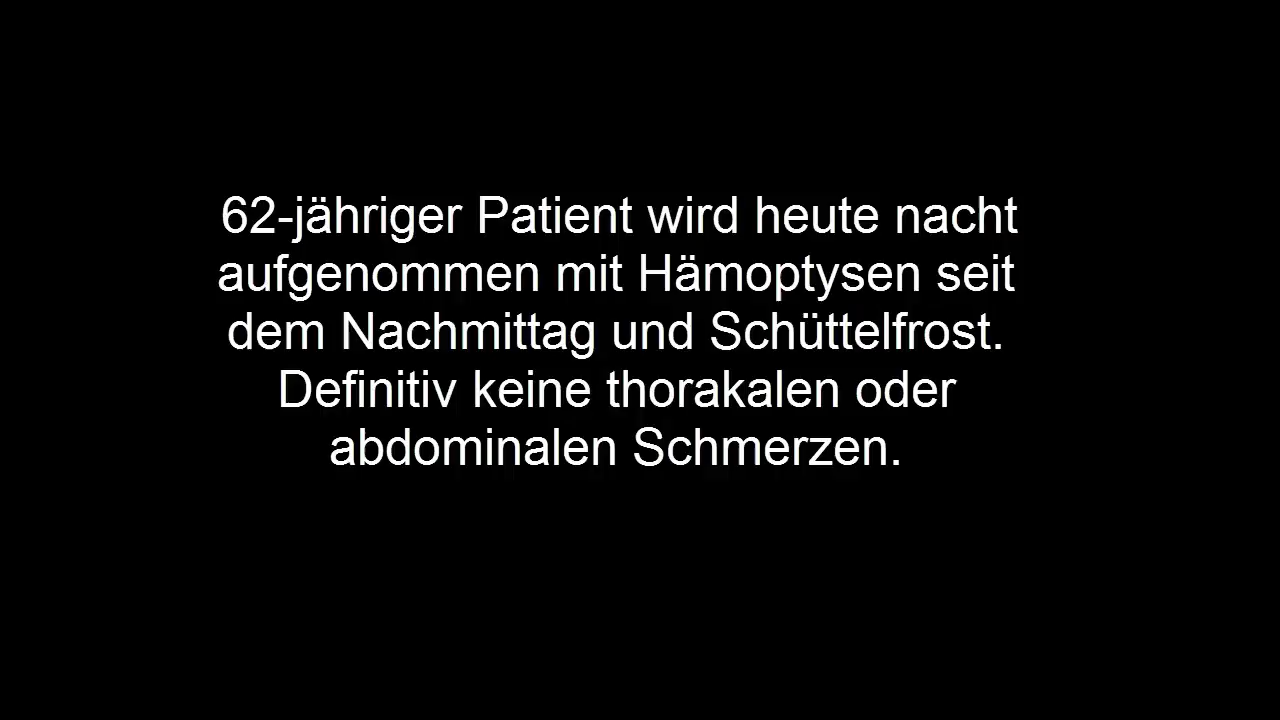 62-jähriger Patient wird heute nacht
aufgenommen mit Hämoptysen seit
dem Nachmittag und Schüttelfrost.
Definitiv keine thorakalen oder
abdominalen Schmerzen.